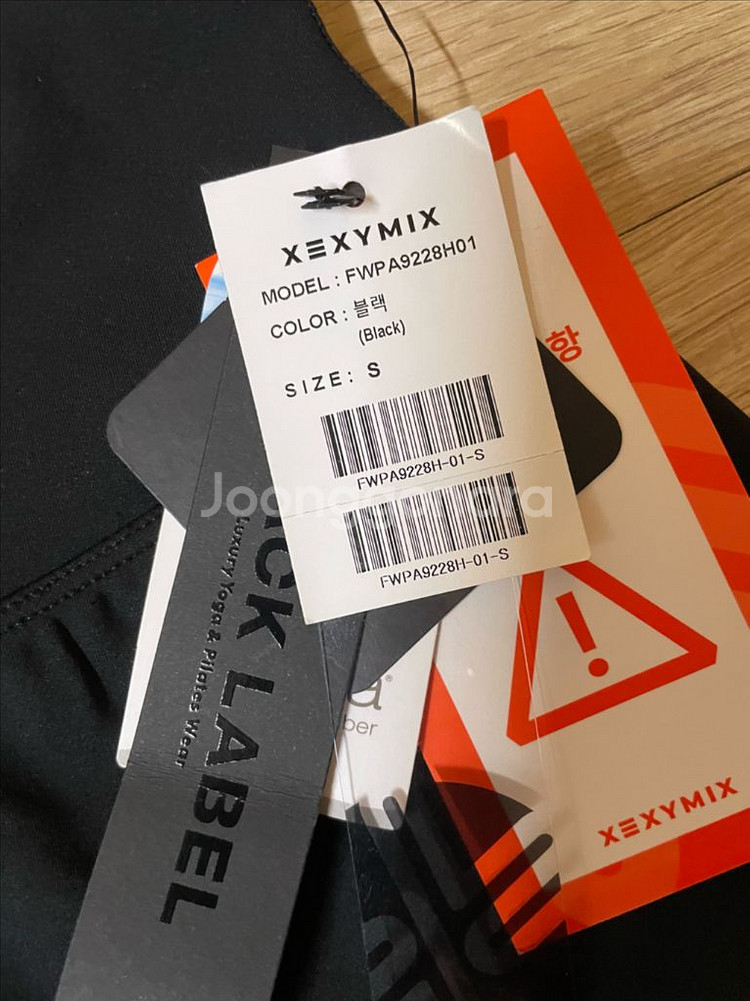 XEXYMIX
MODEL : FWPA9228H01
COLOR : 블랙
(Black)
SIZE: S
FWPA9228H-01-S
FWPA9228H-01-S
항
XEXYMIX
LABEL
Luxury Yoga & Pilates Wear
Joongg